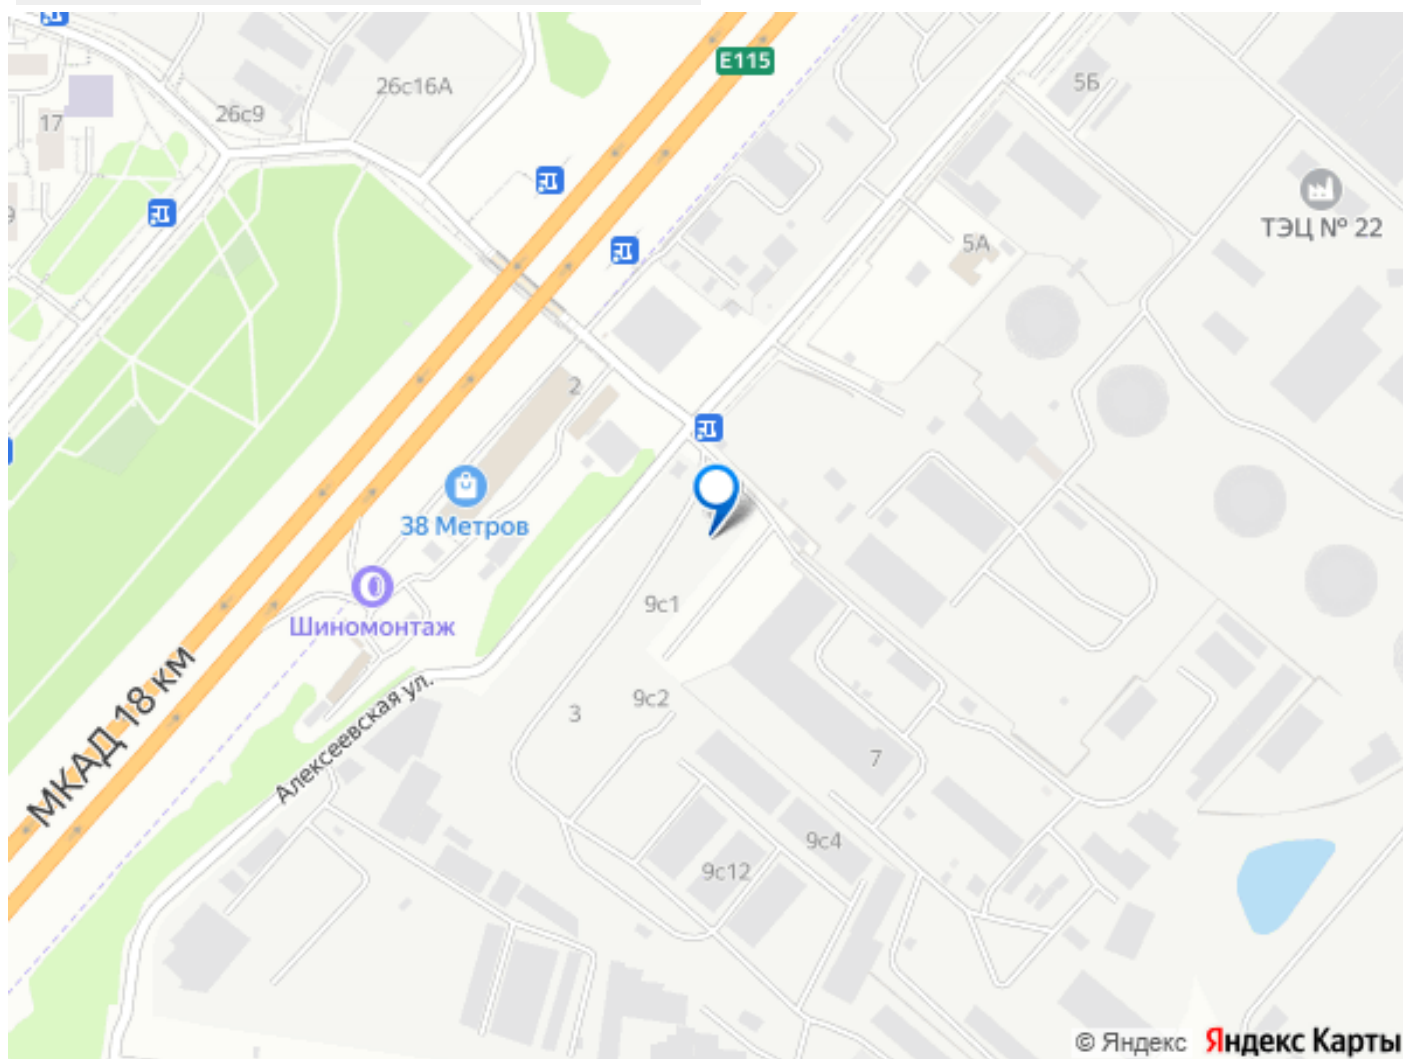 E115
5Б
26с16А
26с9
17
9
ТЭЦ № 22
5А
2
38 Метров
Шиномонтаж
9с1
МКАД 18 км
Алексеевская ул.
9с2
3
7
9с4
9с12
© Яндекс Яндекс Карты